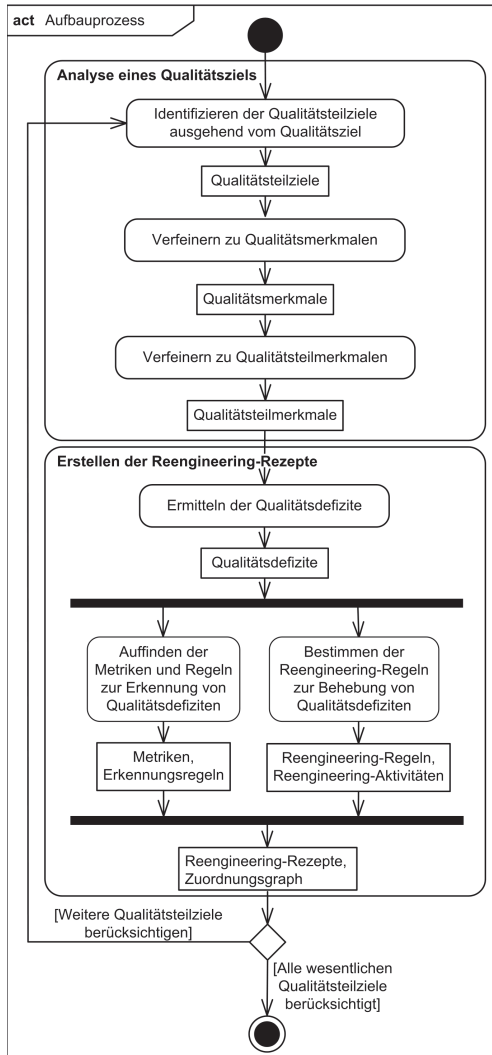 act Aufbauprozess
Analyse eines Qualitätsziels
Identifizieren der Qualitätsteilziele
ausgehend vom Qualitätsziel
Qualitätsteilziele
Verfeinern zu Qualitätsmerkmalen
Qualitätsmerkmale
Verfeinern zu Qualitätsteilmerkmalen
Qualitätsteilmerkmale
Erstellen der Reengineering-Rezepte
Ermitteln der Qualitätsdefizite
Qualitätsdefizite
Auffinden der
Metriken und Regeln
zur Erkennung von
Qualitätsdefiziten
Bestimmen der
Reengineering-Regeln
zur Behebung von
Qualitätsdefiziten
Metriken,
Erkennungsregeln
Reengineering-Regeln,
Reengineering-Aktivitäten
Reengineering-Rezepte,
Zuordnungsgraph
[Weitere Qualitätsteilziele
berücksichtigen]
[Alle wesentlichen
Qualitätsteilziele
berücksichtigt]